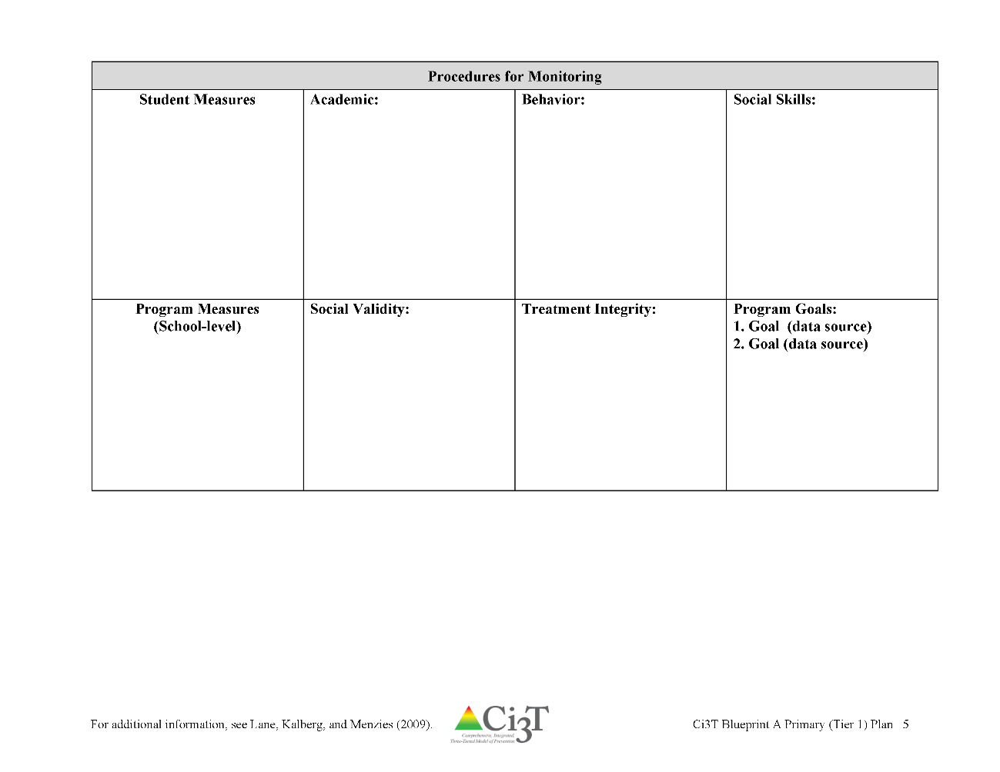 Procedures for Monitoring
Student Measures
Academic:
Behavior:
Social Skills:
Program Measures
(School-level)
Social Validity:
Treatment Integrity:
Program Goals:
1. Goal  (data source)
2. Goal (data source)
For additional information, see Lane, Kalberg, and Menzies (2009).
Ci3T
Comprehensive, Integrated,
Three-Tiered Model of Prevention
Ci3T Blueprint A Primary (Tier 1) Plan   5